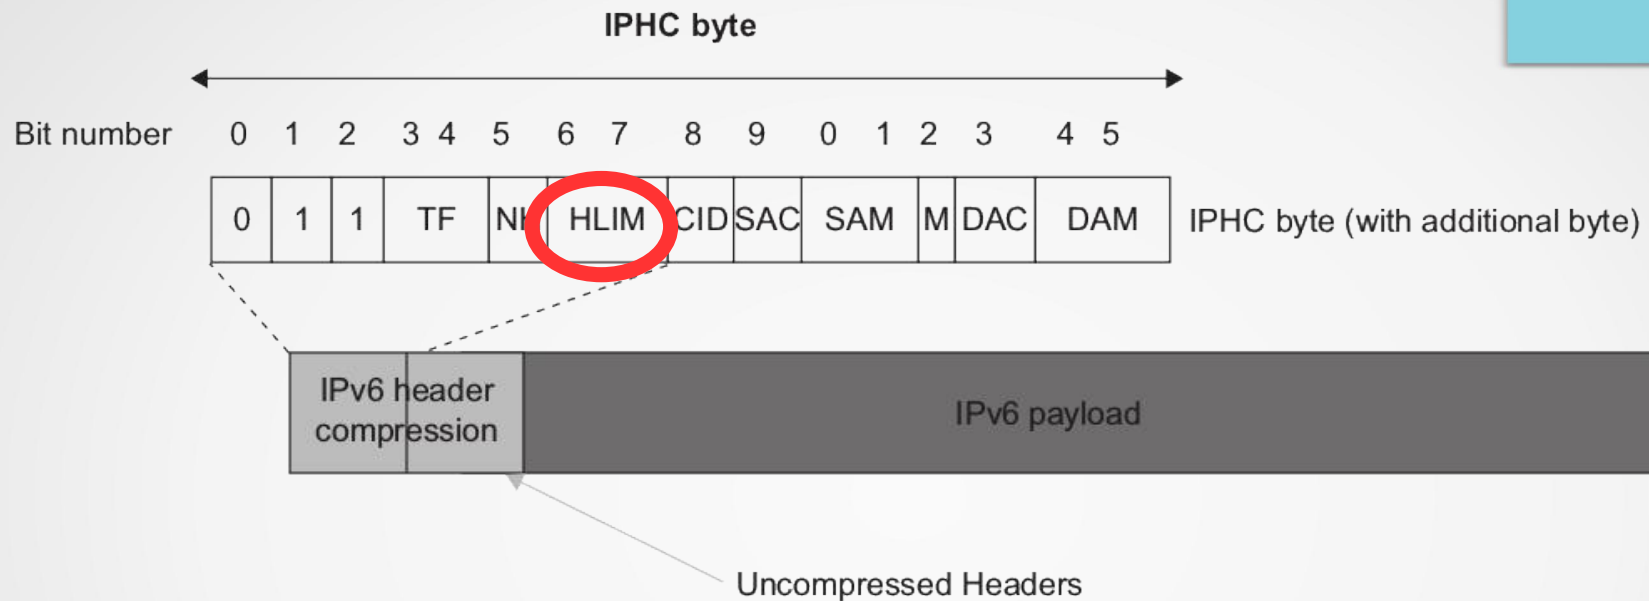 IPHC byte
Bit number 0 1 2 3 4 5 6 7 8 9 0 1 2 3 4 5
0 1 1 TF HLIM CID SAC SAM M DAC DAM IPHC byte (with additional byte)
IPv6 header
compression
IPv6 payload
Uncompressed Headers